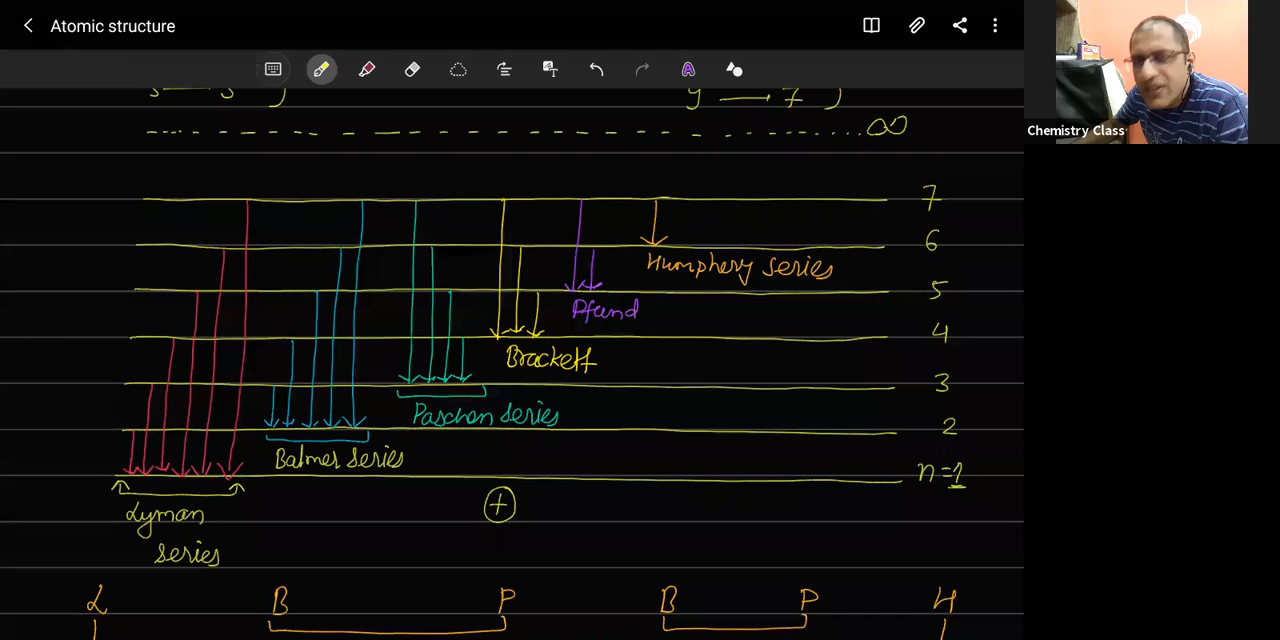 Atomic structure
Chemistry Class
∞
7
6
Humphery series
5
Pfund
4
Brackett
3
Paschen series
2
Balmer series
n=1
+
Lyman
series
L B P B P H